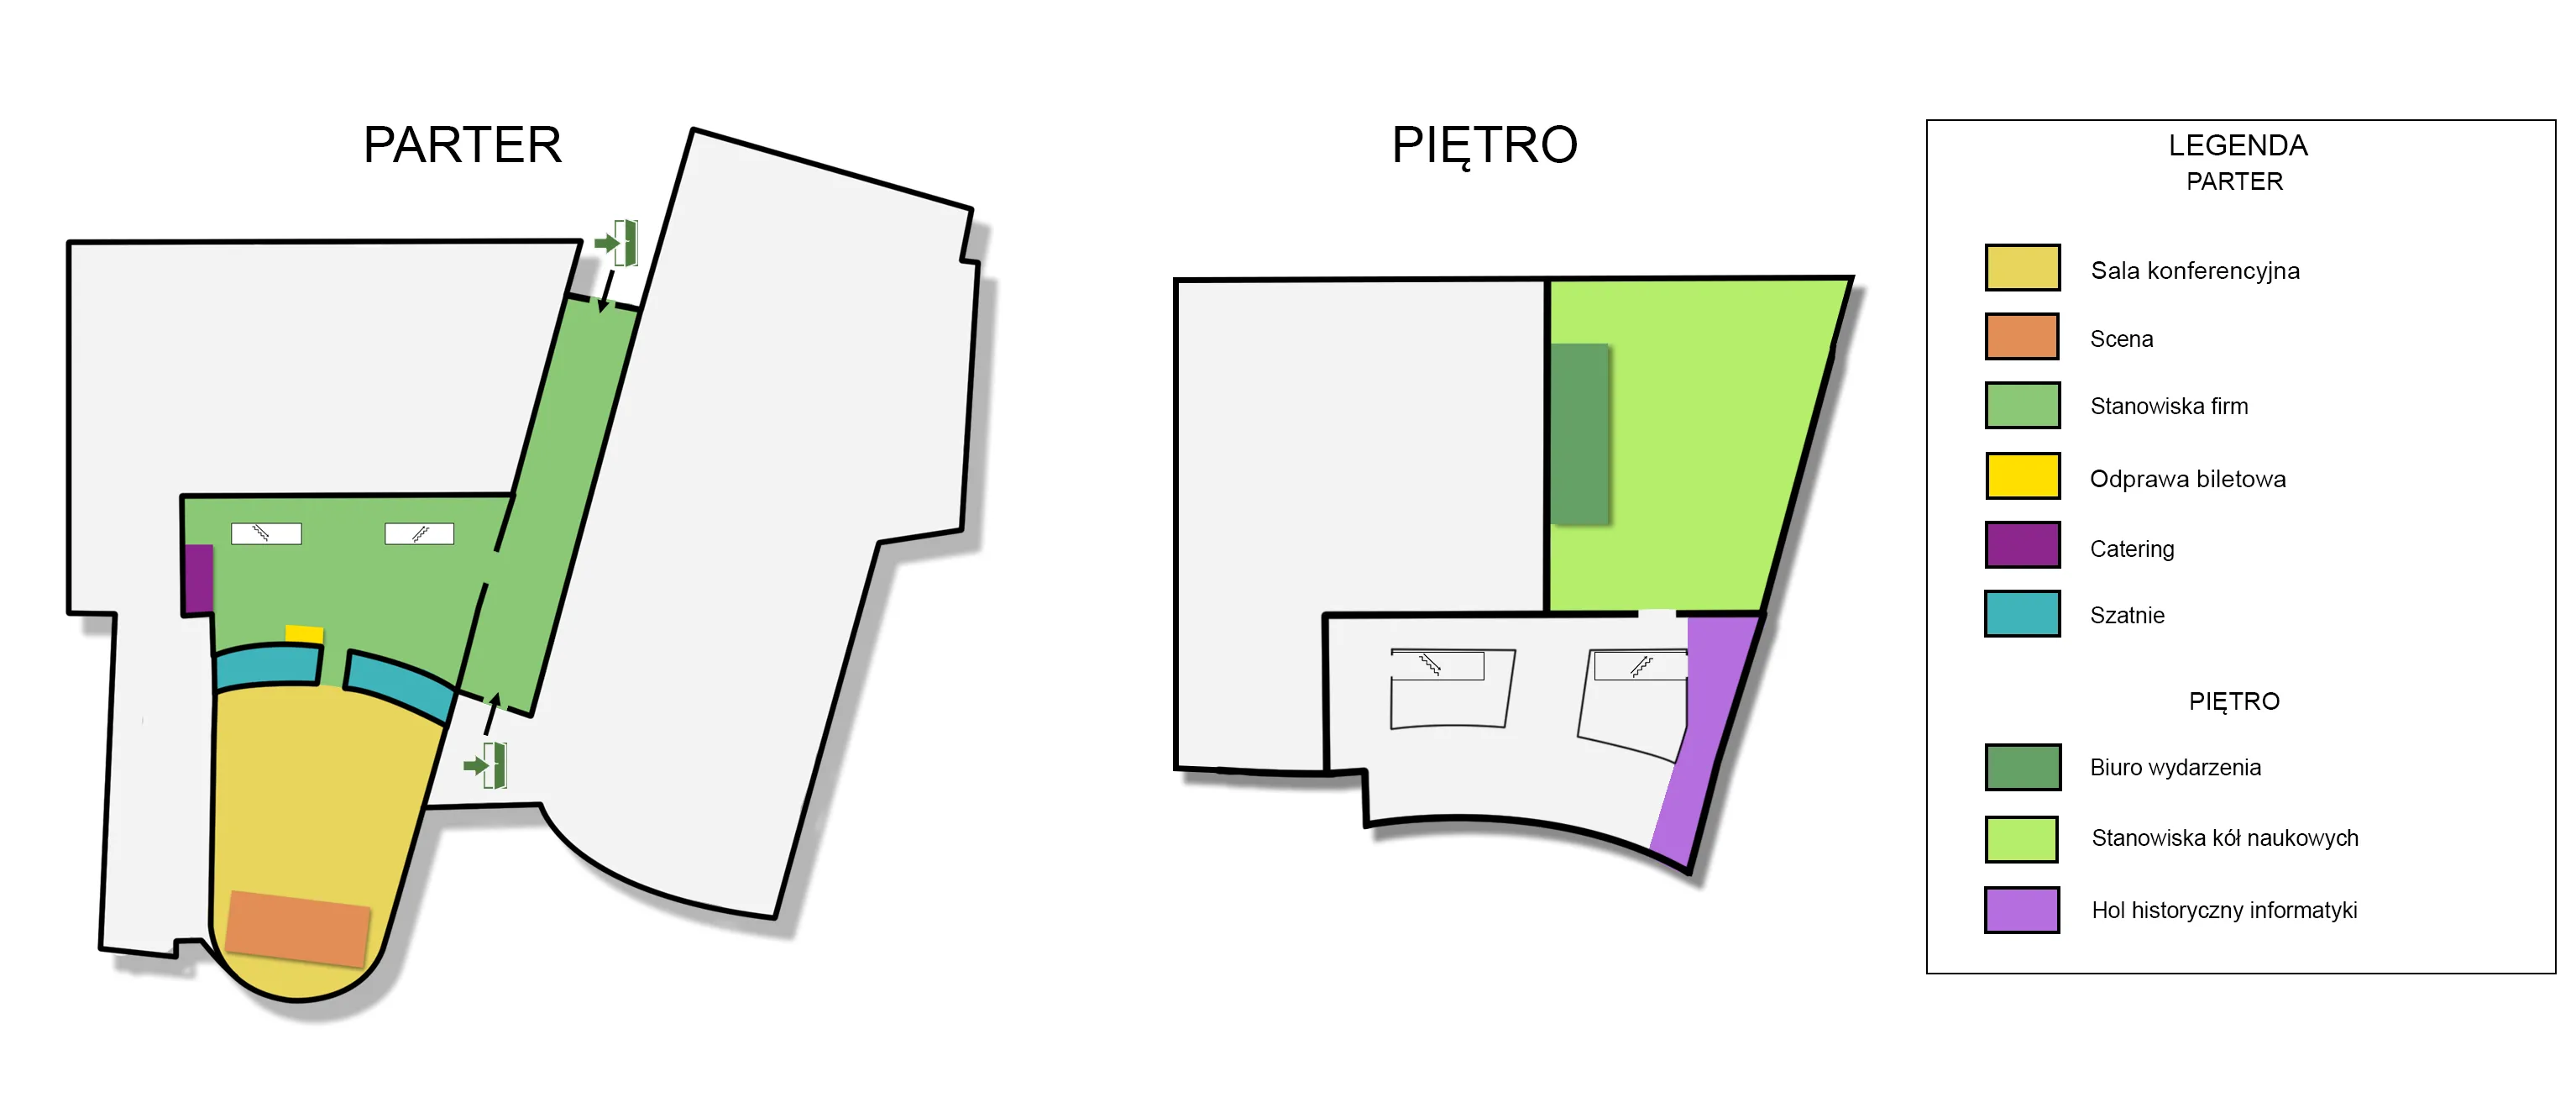 PARTER
PIĘTRO
LEGENDA
PARTER
Sala konferencyjna
Scena
Stanowiska firm
Odprawa biletowa
Catering
Szatnie
PIĘTRO
Biuro wydarzenia
Stanowiska kół naukowych
Hol historyczny informatyki